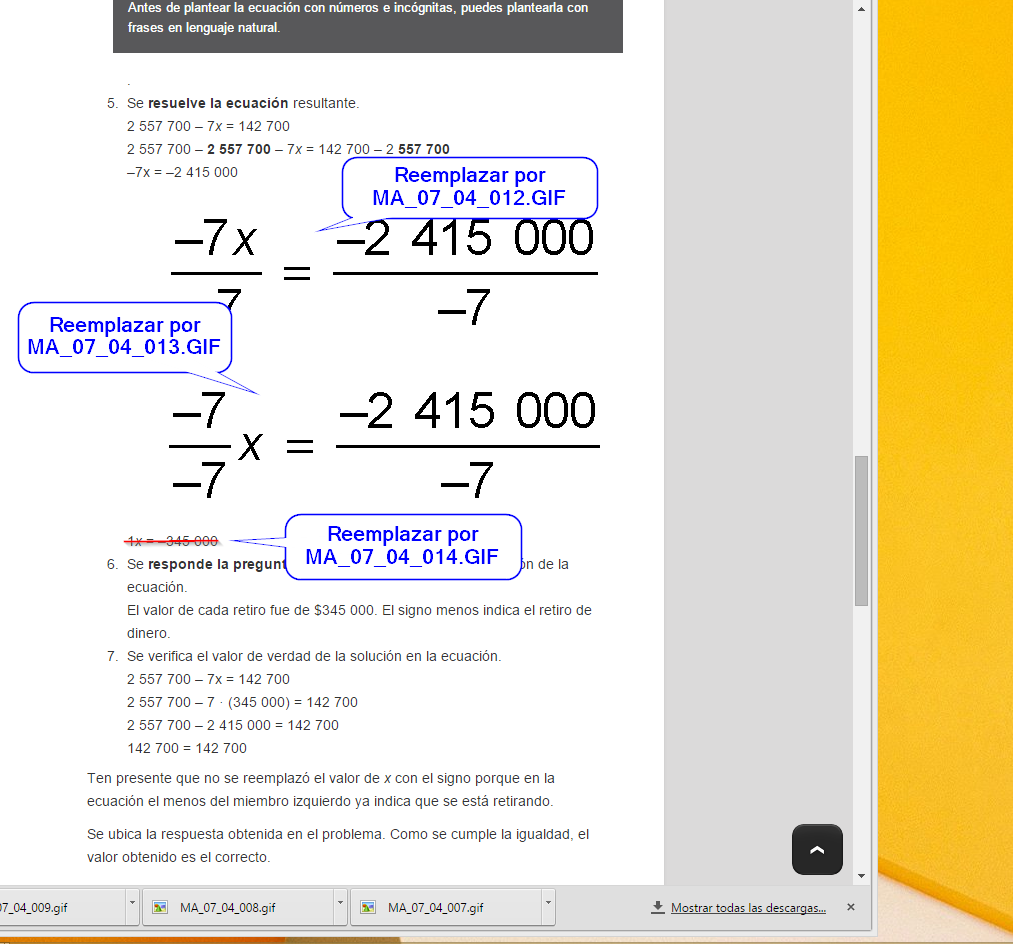 Antes de plantear la ecuación con números e incógnitas, puedes plantearla con
frases en lenguaje natural.
.
5. Se resuelve la ecuación resultante.
2 557 700 – 7x = 142 700
2 557 700 – 2 557 700 – 7x = 142 700 – 2 557 700
–7x = –2 415 000
Reemplazar por
MA_07_04_012.GIF
–7x / –7 = –2 415 000 / –7
Reemplazar por
MA_07_04_013.GIF
–7 / –7 x = –2 415 000 / –7
1x = –345 000
Reemplazar por
MA_07_04_014.GIF
6. Se responde la pregunt ón de la
ecuación.
El valor de cada retiro fue de $345 000. El signo menos indica el retiro de
dinero.
7. Se verifica el valor de verdad de la solución en la ecuación.
2 557 700 – 7x = 142 700
2 557 700 – 7 · (345 000) = 142 700
2 557 700 – 2 415 000 = 142 700
142 700 = 142 700
Ten presente que no se reemplazó el valor de x con el signo porque en la
ecuación el menos del miembro izquierdo ya indica que se está retirando.
Se ubica la respuesta obtenida en el problema. Como se cumple la igualdad, el
valor obtenido es el correcto.
07_04_009.gif
MA_07_04_008.gif
MA_07_04_007.gif
Mostrar todas las descargas...